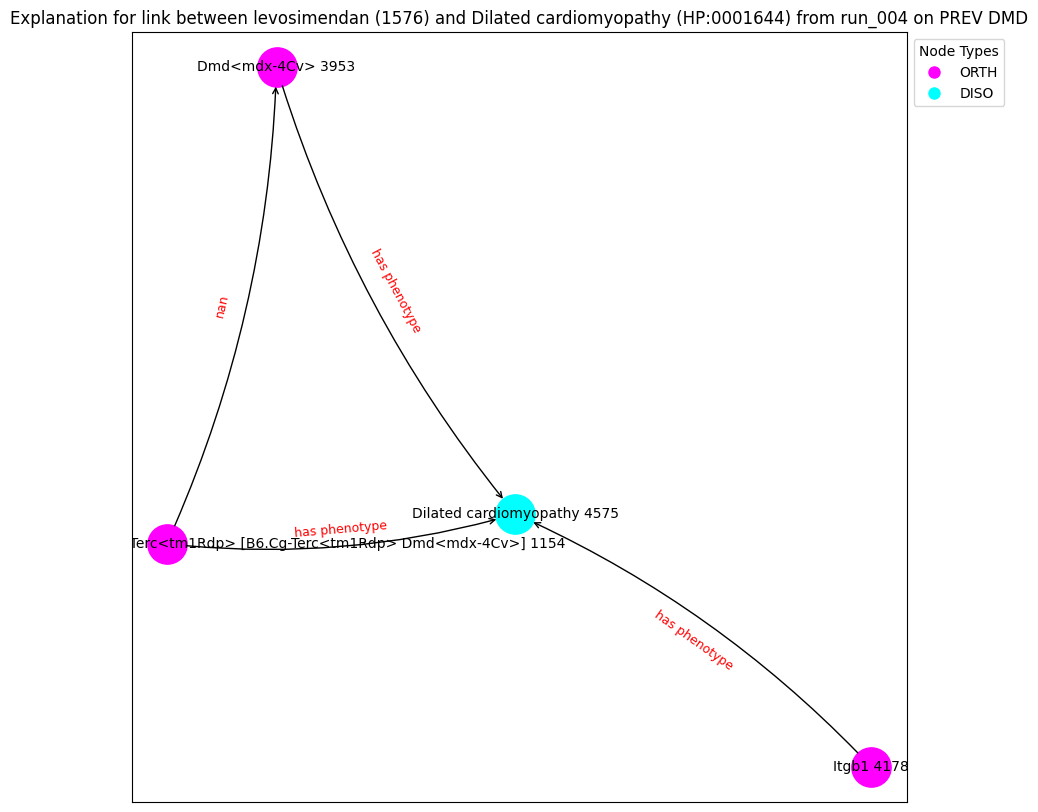 Explanation for link between levosimendan (1576) and Dilated cardiomyopathy (HP:0001644) from run_004 on PREV DMD
Node Types
ORTH
DISO
Dmd<mdx-4Cv> 3953
has phenotype
nan
Dilated cardiomyopathy 4575
has phenotype
Terc<tm1Rdp> [B6.Cg-Terc<tm1Rdp> Dmd<mdx-4Cv>] 1154
has phenotype
Itgb1 4178